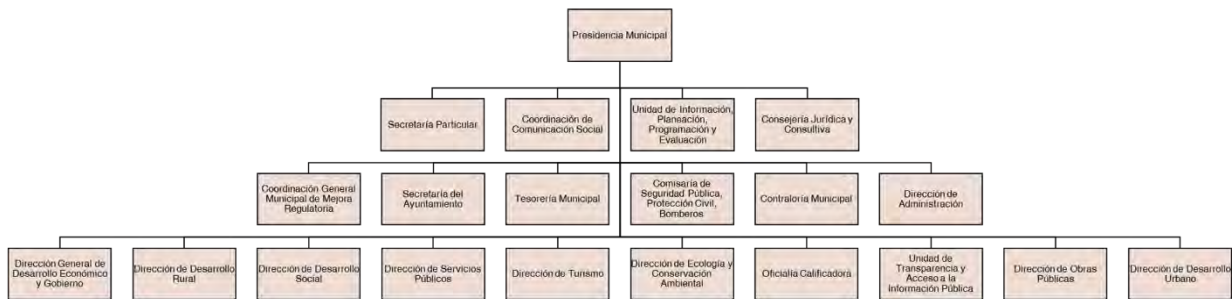 Presidencia Municipal
Secretaría Particular
Coordinación de
Comunicación Social
Unidad de Información,
Planeación,
Programación y
Evaluación
Consejería Jurídica y
Consultiva
Coordinación General
Municipal de Mejora
Regulatoria
Secretaría del
Ayuntamiento
Tesorería Municipal
Comisaría de
Seguridad Pública,
Protección Civil,
Bomberos
Contraloría Municipal
Dirección de
Administración
Dirección General de
Desarrollo Económico
y Gobierno
Dirección de Desarrollo
Rural
Dirección de Desarrollo
Social
Dirección de Servicios
Públicos
Dirección de Turismo
Dirección de Ecología y
Conservación
Ambiental
Oficialía Calificadora
Unidad de
Transparencia y
Acceso a la
Información Pública
Dirección de Obras
Públicas
Dirección de Desarrollo
Urbano